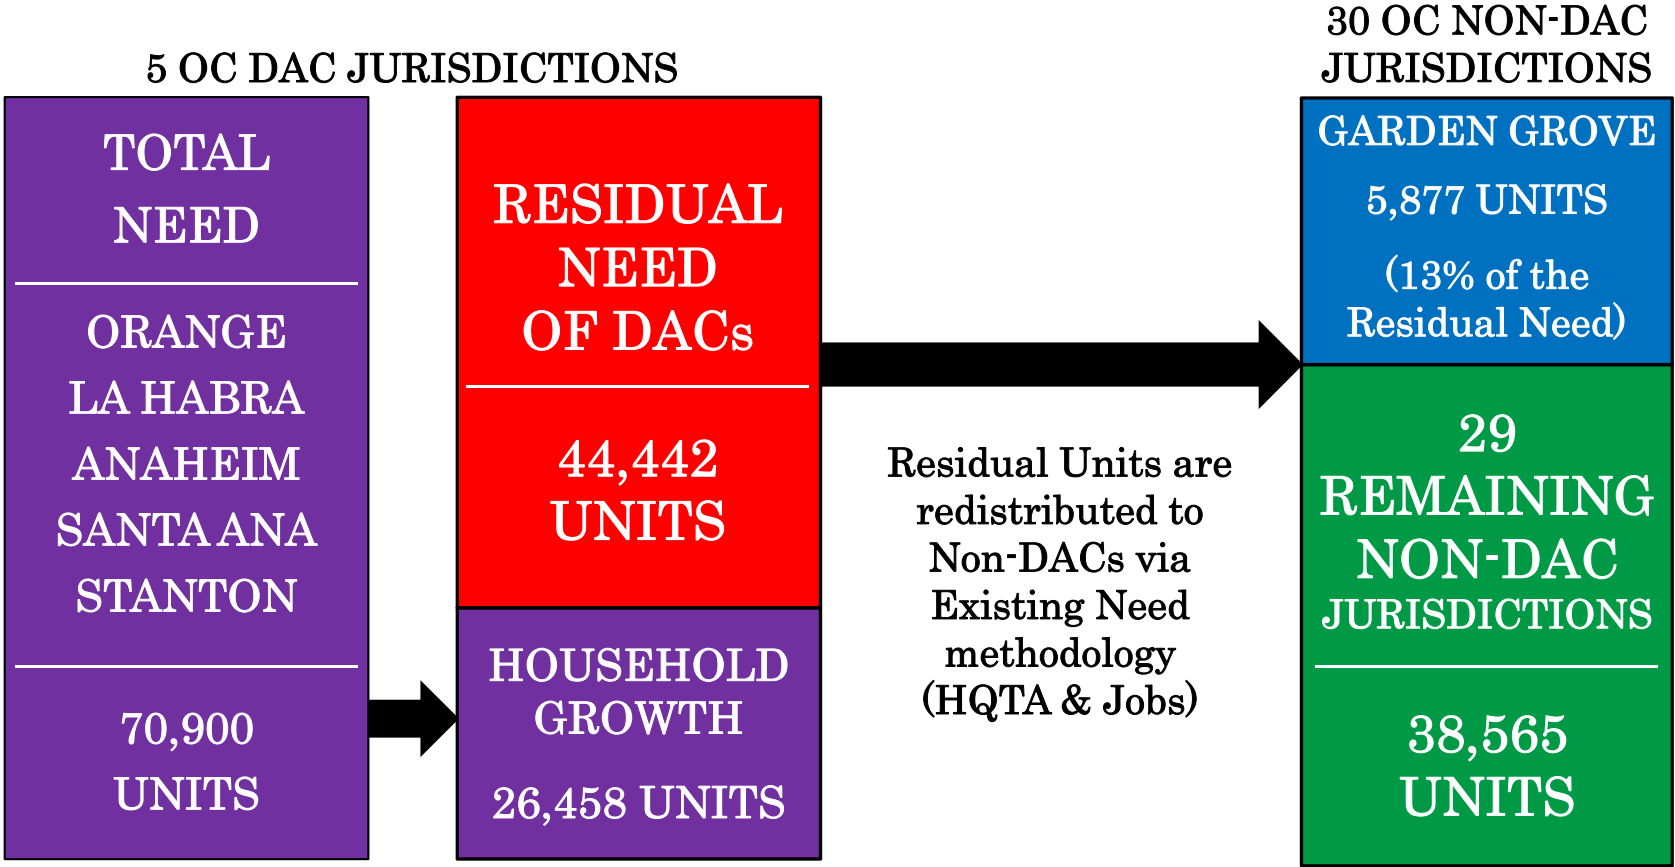 5 OC DAC JURISDICTIONS
TOTAL
NEED
ORANGE
LA HABRA
ANAHEIM
SANTA ANA
STANTON
70,900
UNITS
RESIDUAL
NEED
OF DACs
44,442
UNITS
HOUSEHOLD
GROWTH
26,458 UNITS
Residual Units are
redistributed to
Non-DACs via
Existing Need
methodology
(HQTA & Jobs)
30 OC NON-DAC
JURISDICTIONS
GARDEN GROVE
5,877 UNITS
(13% of the
Residual Need)
29
REMAINING
NON-DAC
JURISDICTIONS
38,565
UNITS